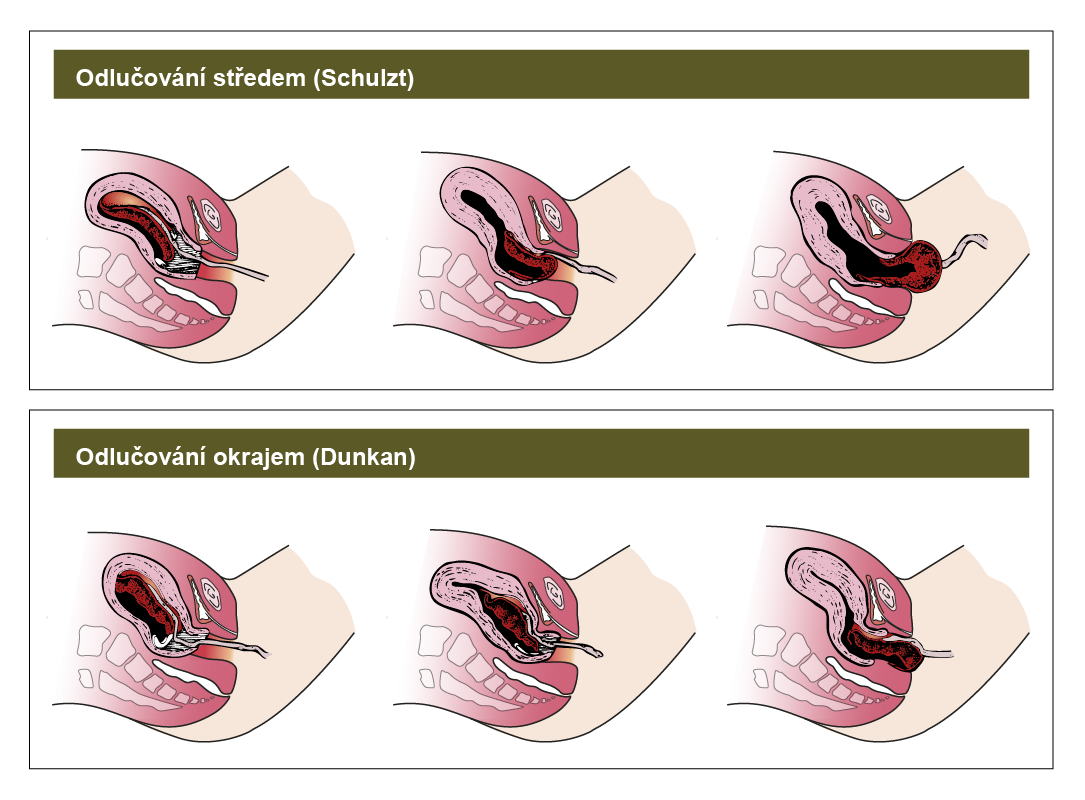 Odlučování středem (Schulzt)
Odlučování okrajem (Dunkan)